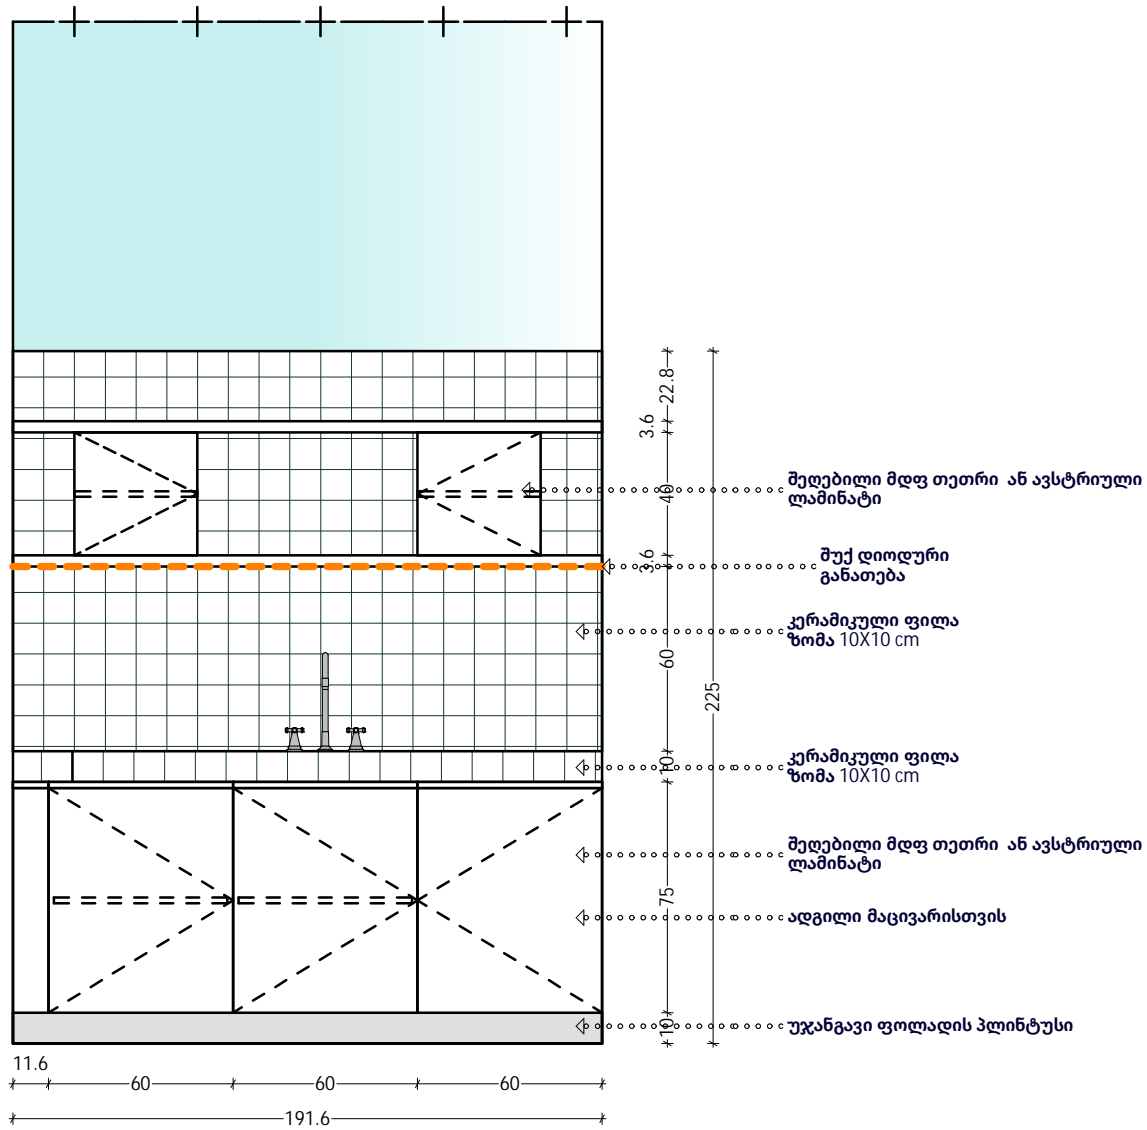 22.8
3.6
40
3.6
60
10
75
10
225
შეღებილი მდფ თეთრი ან ავსტრიული
ლამინატი
შუქ დიოდური
განათება
კერამიკული ფილა
ზომა 10X10 cm
კერამიკული ფილა
ზომა 10X10 cm
შეღებილი მდფ თეთრი ან ავსტრიული
ლამინატი
ადგილი მაცივარისთვის
უჯანგავი ფოლადის პლინტუსი
11.6
60 60 60
191.6